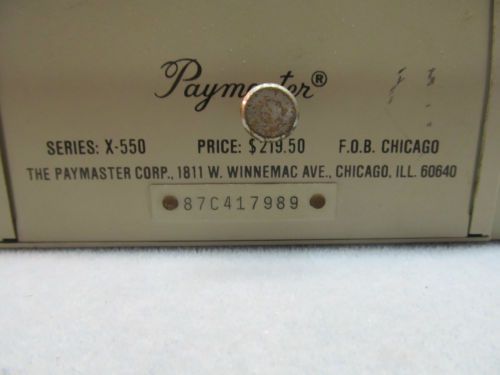 Paymaster®
SERIES: X-550 PRICE: $219.50 F.O.B. CHICAGO
THE PAYMASTER CORP., 1811 W. WINNEMAC AVE., CHICAGO, ILL. 60640
87C417989